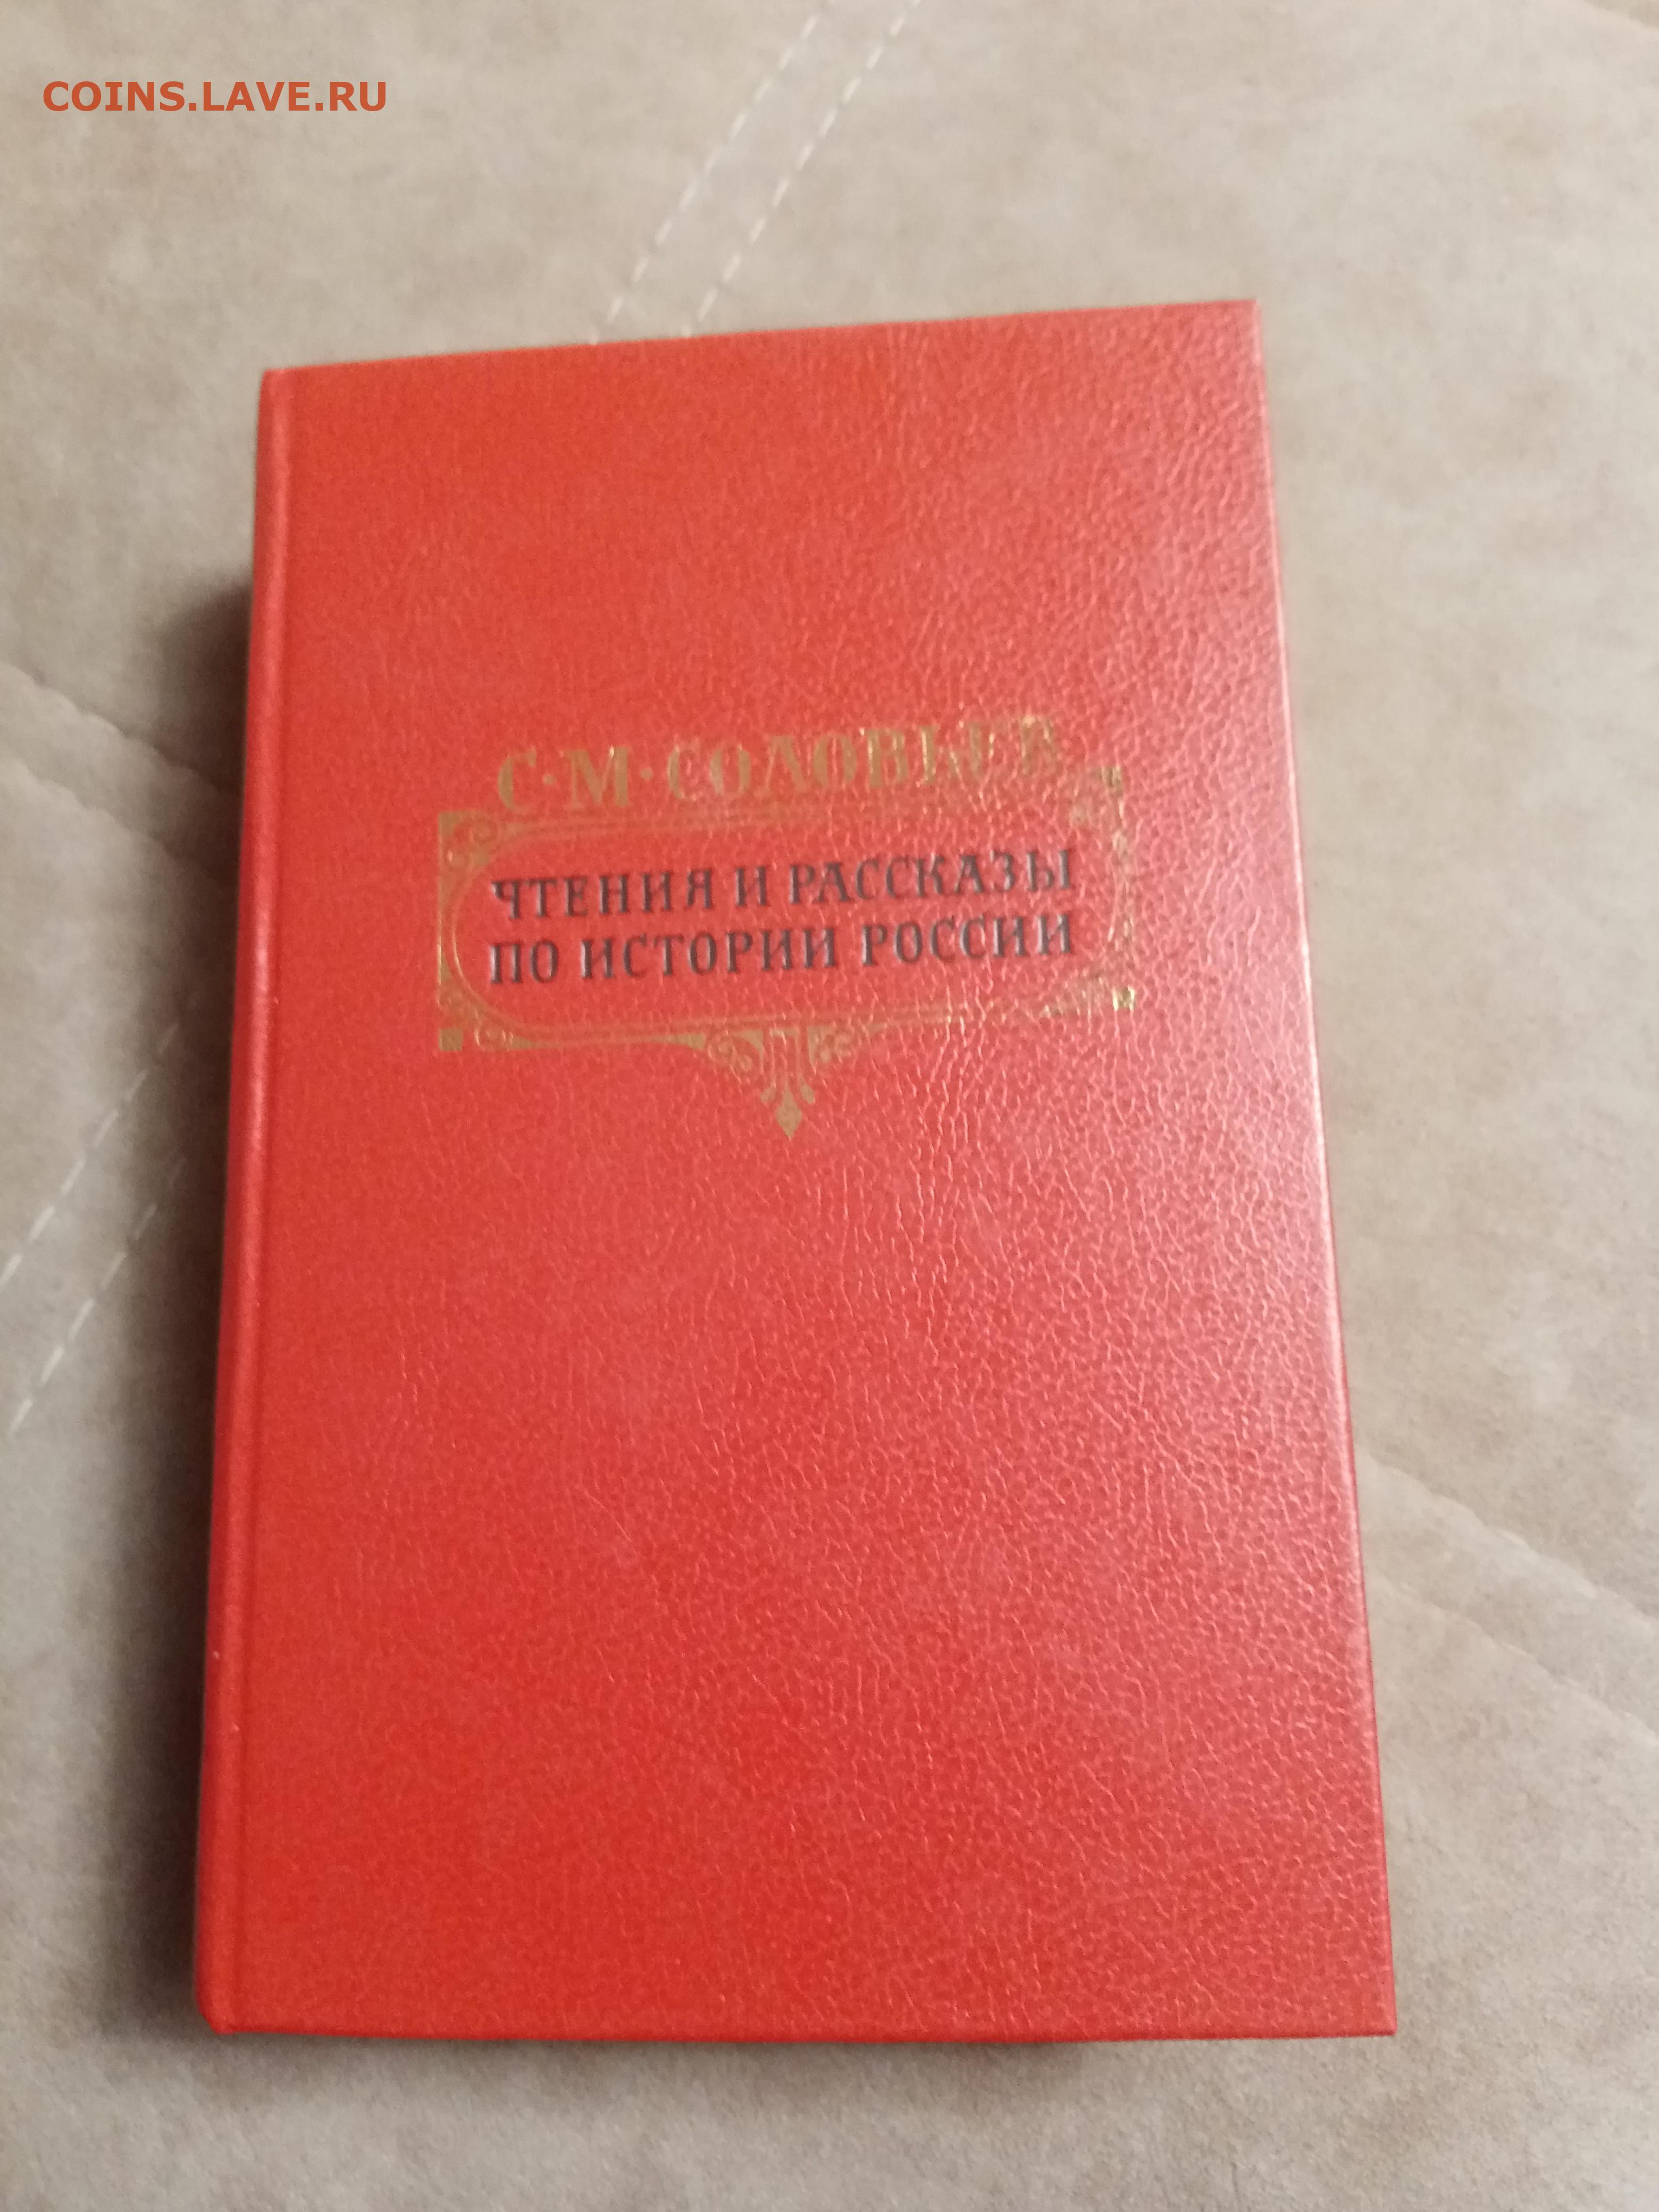 COINS.LAVE.RU
С·М·СОЛОВЬЕВ
ЧТЕНИЯ И РАССКАЗЫ
ПО ИСТОРИИ РОССИИ